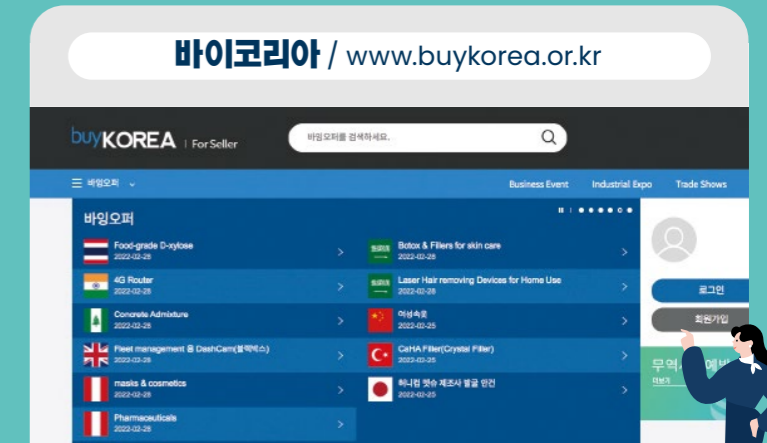 바이코리아 / www.buykorea.or.kr
buyKOREA | For Seller
바잉오퍼를 검색하세요.
바잉오퍼
Business Event
Industrial Expo
Trade Shows
바잉오퍼
Food-grade D-xylose
2022-02-28
4G Router
2022-02-28
Concrete Admixture
2022-02-28
Fleet management 용 DashCam(블랙박스)
2022-02-28
masks & cosmetics
2022-02-28
Pharmaceuticals
2022-02-28
Botox & Fillers for skin care
2022-02-28
Laser Hair removing Devices for Home Use
2022-02-28
여성속옷
2022-02-25
CaHA Filler(Crystal Filler)
2022-02-25
허니컴 햇슈 제조사 발굴 안건
2022-02-25
로그인
회원가입
더보기